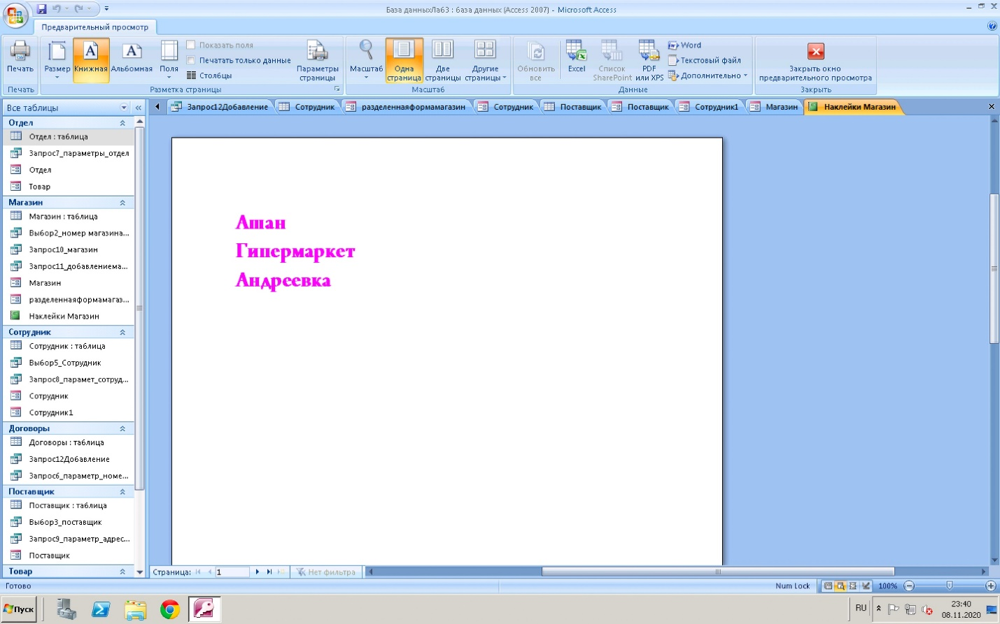 База данныхЛаб3 : база данных (Access 2007) - Microsoft Access
Предварительный просмотр
Печать
Размер
Книжная
Альбомная
Поля
Показать поля
Печатать только данные
Столбцы
Параметры страницы
Масштаб
Одна страница
Две страницы
Другие страницы
Обновить все
Excel
Список SharePoint
PDF или XPS
Word
Текстовый файл
Дополнительно
Закрыть окно предварительного просмотра
Печать
Разметка страницы
Масштаб
Данные
Закрыть
Все таблицы
Запрос12Добавление
Сотрудник
разделеннаяформамагазин
Сотрудник
Поставщик
Поставщик
Сотрудник1
Магазин
Наклейки Магазин
Отдел
Отдел : таблица
Запрос7_параметры_отдел
Отдел
Товар
Магазин
Магазин : таблица
Выбор2_номер магазина...
Запрос10_магазин
Запрос11_добавлениема...
Магазин
разделеннаяформамагаз...
Наклейки Магазин
Сотрудник
Сотрудник : таблица
Выбор5_Сотрудник
Запрос8_парамет_сотруд...
Сотрудник
Сотрудник1
Договоры
Договоры : таблица
Запрос12Добавление
Запрос6_параметр_номе...
Поставщик
Поставщик : таблица
Выбор3_поставщик
Запрос9_параметр_адрес...
Поставщик
Товар
Ашан
Гипермаркет
Андреевка
Страница: 1
Нет фильтра
Готово
Num Lock
100%
Пуск
RU
23:40
08.11.2020